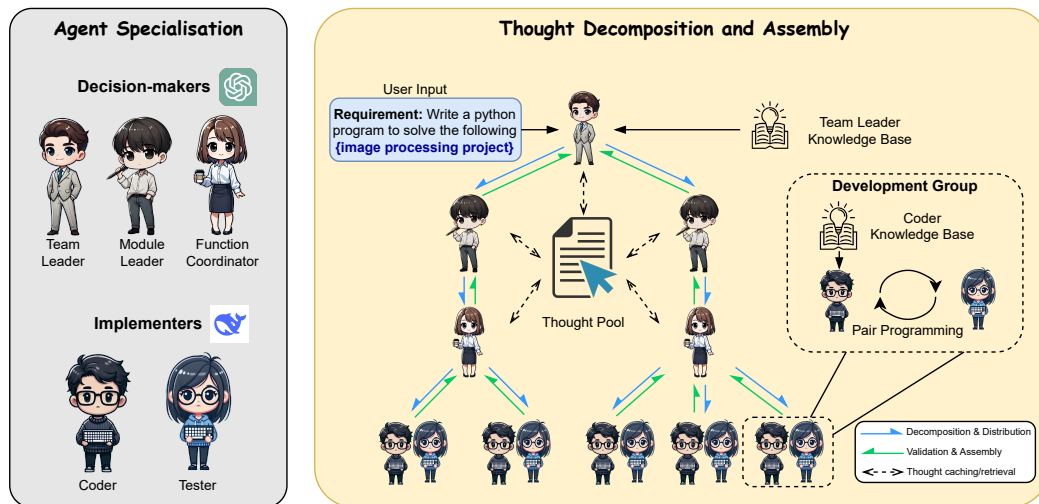 Agent Specialisation
Decision-makers
Team
Leader
Module
Leader
Function
Coordinator
Implementers
Coder
Tester
Thought Decomposition and Assembly
User Input
Requirement: Write a python
program to solve the following
{image processing project}
Team Leader
Knowledge Base
Thought Pool
Development Group
Coder
Knowledge Base
Pair Programming
Decomposition & Distribution
Validation & Assembly
Thought caching/retrieval